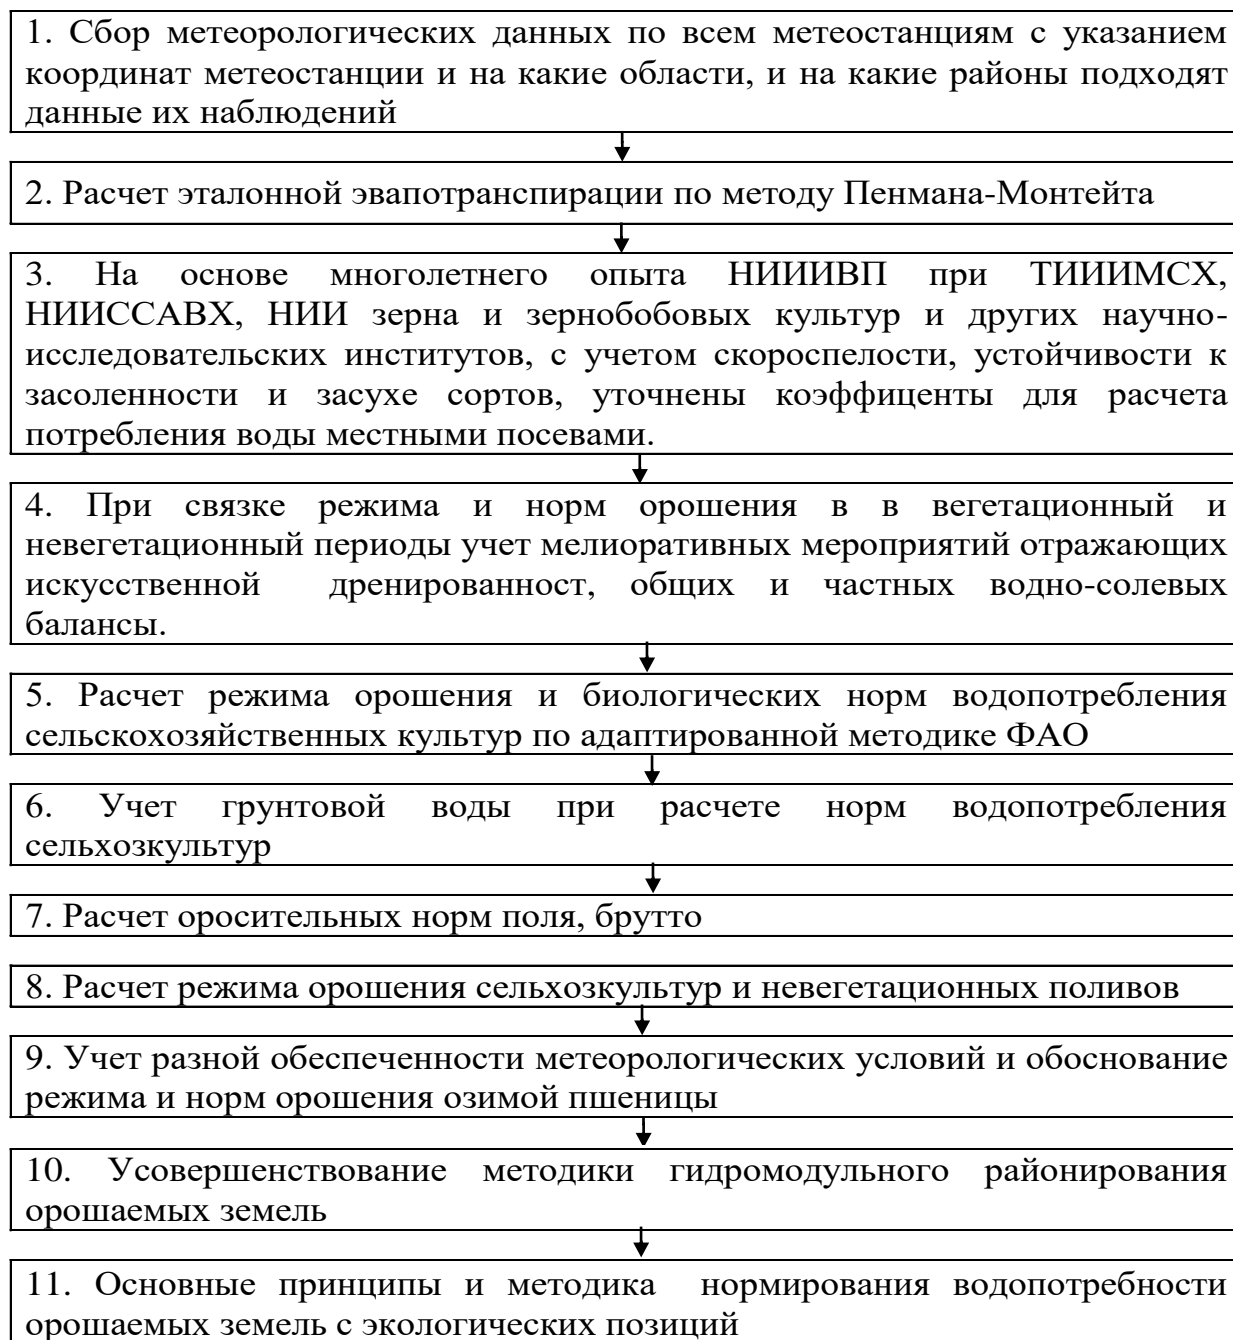 1. Сбор метеорологических данных по всем метеостанциям с указанием
координат метеостанции и на какие области, и на какие районы подходят
данные их наблюдений
2. Расчет эталонной эвапотранспирации по методу Пенмана-Монтейта
3. На основе многолетнего опыта НИИИВП при ТИИИМСХ,
НИИССАВХ, НИИ зерна и зернобобовых культур и других научно-
исследовательских институтов, с учетом скороспелости, устойчивости к
засоленности и засухе сортов, уточнены коэффиценты для расчета
потребления воды местными посевами.
4. При связке режима и норм орошения в в вегетационный и
невегетационный периоды учет мелиоративных мероприятий отражающих
искусственной дренированност, общих и частных водно-солевых
балансы.
5. Расчет режима орошения и биологических норм водопотребления
сельскохозяйственных культур по адаптированной методике ФАО
6. Учет грунтовой воды при расчете норм водопотребления
сельхозкультур
7. Расчет оросительных норм поля, брутто
8. Расчет режима орошения сельхозкультур и невегетационных поливов
9. Учет разной обеспеченности метеорологических условий и обоснование
режима и норм орошения озимой пшеницы
10. Усовершенствование методики гидромодульного районирования
орошаемых земель
11. Основные принципы и методика нормирования водопотребности
орошаемых земель с экологических позиций